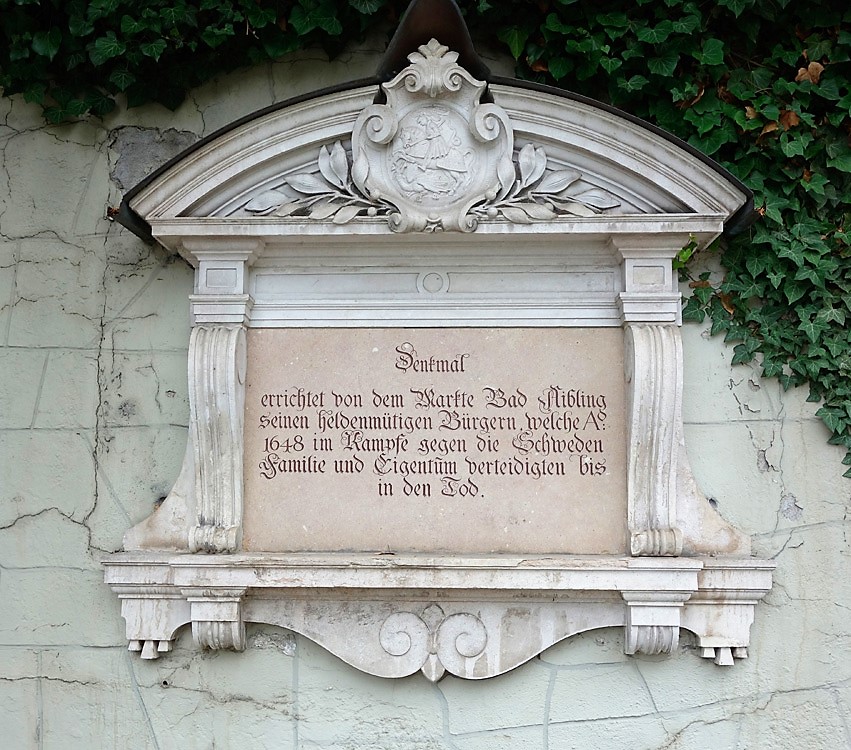 Denkmal
errichtet von dem Markte Bad Aibling
seinen heldenmütigen Bürgern, welche Aº:
1648 im Kampfe gegen die Schweden
Familie und Eigentum verteidigten bis
in den Tod.